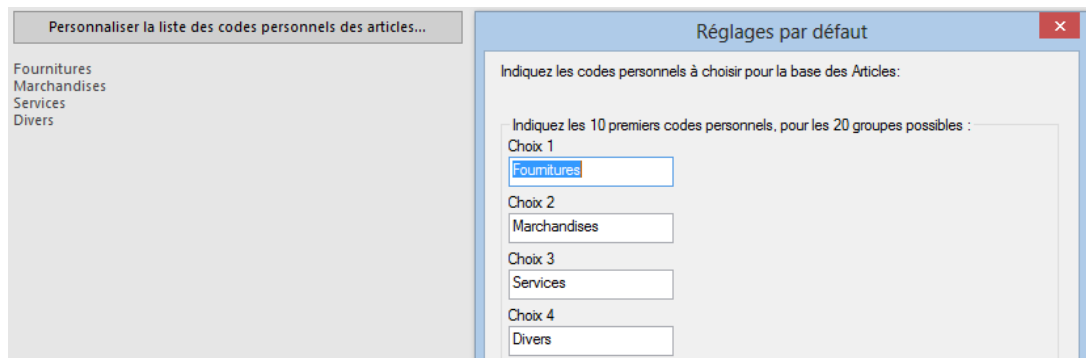 Personnaliser la liste des codes personnels des articles...
Fournitures
Marchandises
Services
Divers
Réglages par défaut
Indiquez les codes personnels à choisir pour la base des Articles:
Indiquez les 10 premiers codes personnels, pour les 20 groupes possibles :
Choix 1
Fournitures
Choix 2
Marchandises
Choix 3
Services
Choix 4
Divers